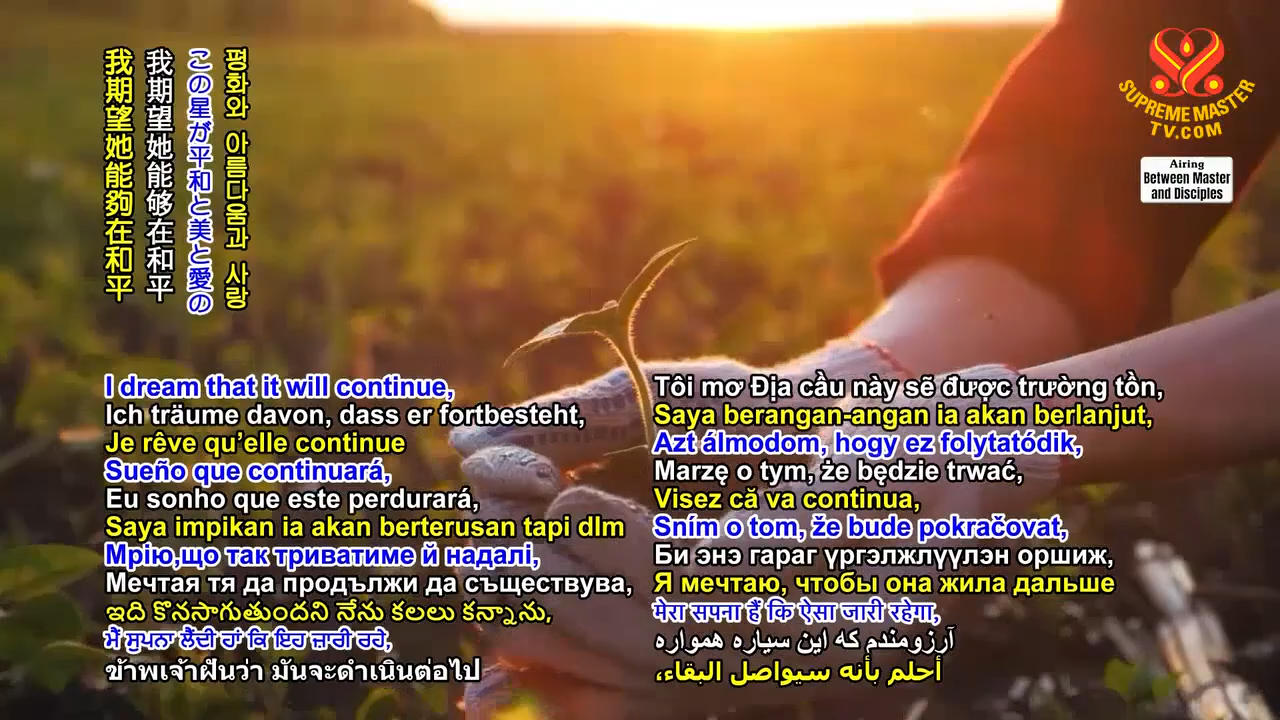 我期望她能夠在和平
我期望她能够在和平
この星が平和と美と愛の
평화와 아름다움과 사랑
SUPREME MASTER
TV.COM
Airing
Between Master
and Disciples
I dream that it will continue,
Ich träume davon, dass er fortbesteht,
Je rêve qu’elle continue
Sueño que continuará,
Eu sonho que este perdurará,
Saya impikan ia akan berterusan tapi dlm
Мрію,що так триватиме й надалі,
Мечтая тя да продължи да съществува,
ఇది కొనసాగుతుందని నేను కలలు కన్నాను,
ਮੈਂ ਸੁਪਨਾ ਲੈਂਦੀ ਹਾਂ ਕਿ ਇਹ ਜ਼ਾਰੀ ਰਹੇ,
ข้าพเจ้าฝันว่า มันจะดำเนินต่อไป
Tôi mơ Địa cầu này sẽ được trường tồn,
Saya berangan-angan ia akan berlanjut,
Azt álmodom, hogy ez folytatódik,
Marzę o tym, że będzie trwać,
Visez că va continua,
Sním o tom, že bude pokračovat,
Би энэ гараг үргэлжлүүлэн оршиж,
Я мечтаю, чтобы она жила дальше
मेरा सपना हैं कि ऐसा जारी रहेगा,
آرزومندم که این سیاره همواره
أحلم بأنه سيواصل البقاء،